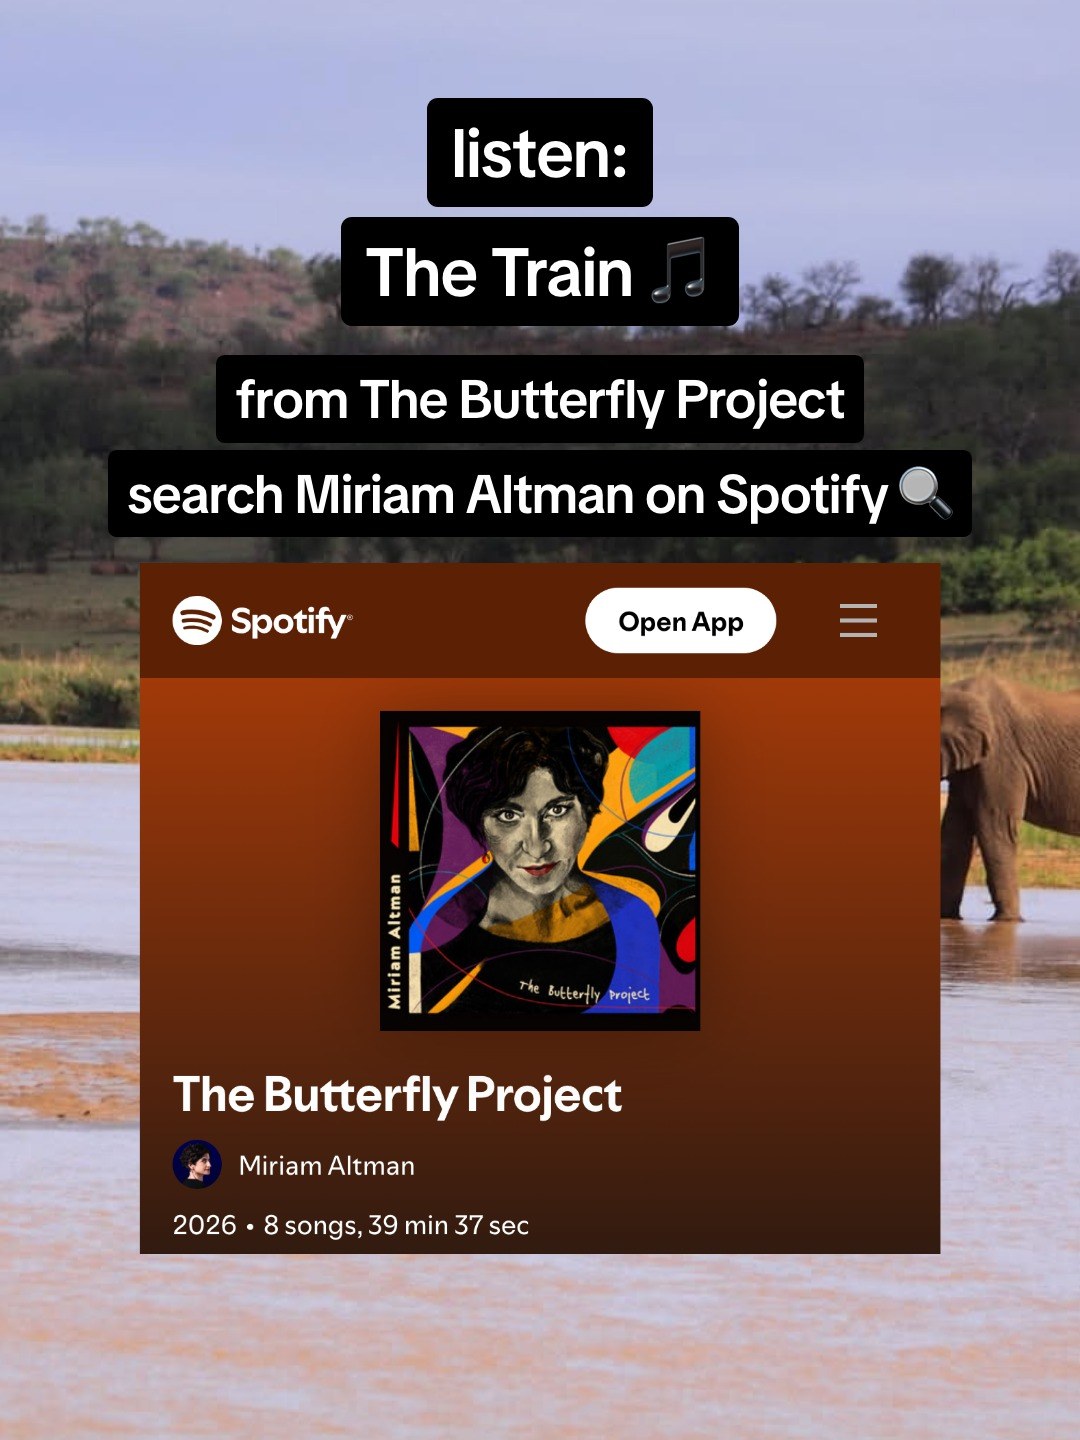 listen:
The Train 🎵
from The Butterfly Project
search Miriam Altman on Spotify 🔍
Spotify®
Open App
Miriam Altman
The Butterfly Project
The Butterfly Project
Miriam Altman
2026 • 8 songs, 39 min 37 sec